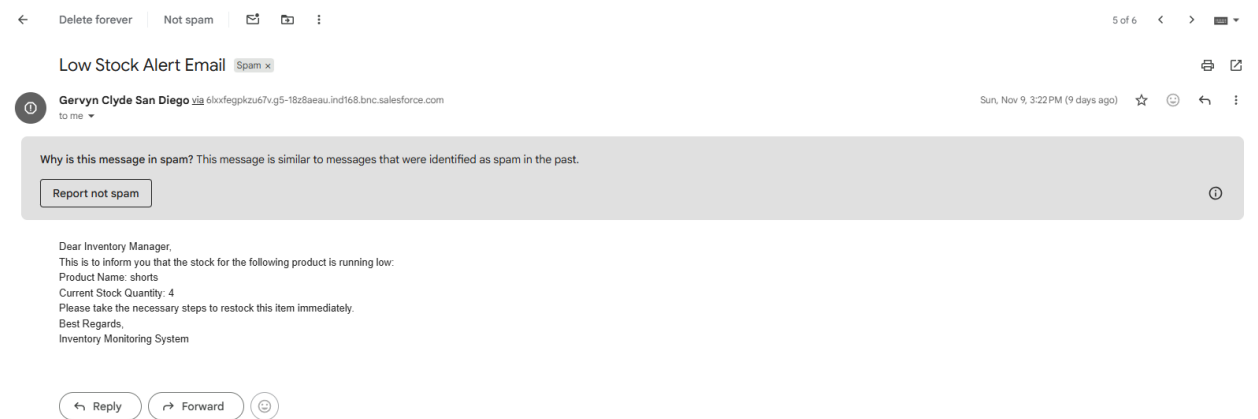 Delete forever Not spam 5 of 6
Low Stock Alert Email Spam x
Gervyn Clyde San Diego via 6lxxfegpkzu67v.g5-18z8aeau.ind168.bnc.salesforce.com Sun, Nov 9, 3:22 PM (9 days ago)
to me
Why is this message in spam? This message is similar to messages that were identified as spam in the past.
Report not spam
Dear Inventory Manager,
This is to inform you that the stock for the following product is running low:
Product Name: shorts
Current Stock Quantity: 4
Please take the necessary steps to restock this item immediately.
Best Regards,
Inventory Monitoring System
Reply Forward